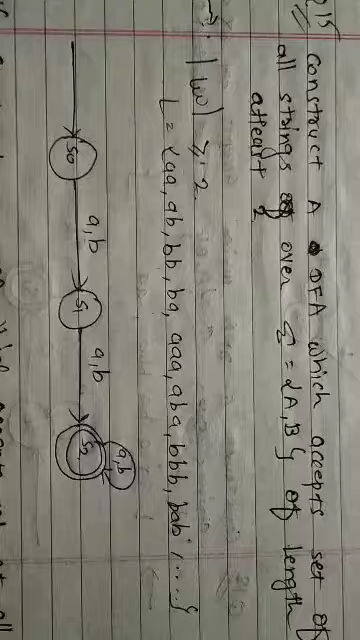 Q15 Construct A DFA which accepts set of
all strings over Σ = {A,B} of length
atleast 2
|w| ≥ 2
L = {aa, ab, bb, ba, aaa, aba, bbb, bab, ....}
S0 a,b S1 a,b S2 a,b